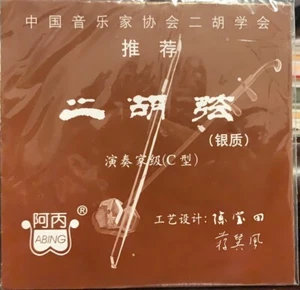 中国音乐家协会二胡学会
推荐
二胡弦
(银质)
演奏家级(C型)
阿丙
®
ABING
工艺设计: